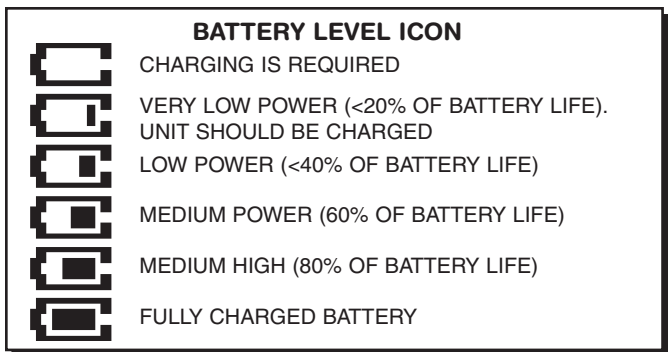 BATTERY LEVEL ICON
CHARGING IS REQUIRED
VERY LOW POWER (<20% OF BATTERY LIFE).
UNIT SHOULD BE CHARGED
LOW POWER (<40% OF BATTERY LIFE)
MEDIUM POWER (60% OF BATTERY LIFE)
MEDIUM HIGH (80% OF BATTERY LIFE)
FULLY CHARGED BATTERY